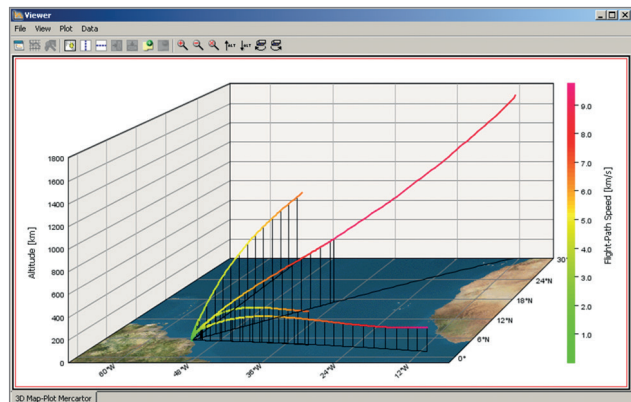 Viewer
File View Plot Data
ALT ALT
1800
1600
1400
1200
1000
800
600
400
200
0
Altitude [km]
60°W
48°W
36°W
24°W
12°W
0°
6°N
12°N
18°N
24°N
30°
9.0
8.0
7.0
6.0
5.0
4.0
3.0
2.0
1.0
Flight-Path Speed [km/s]
3D Map-Plot Mercartor